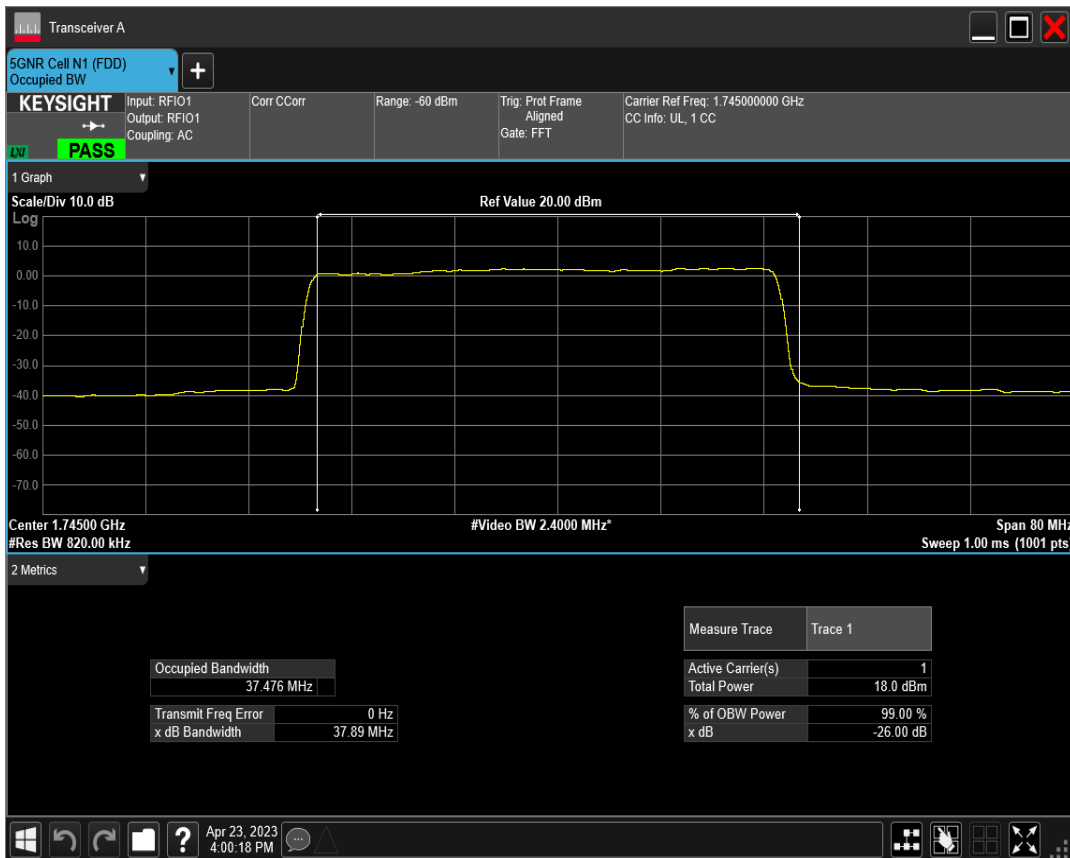 Transceiver A
5GNR Cell N1 (FDD)
Occupied BW
KEYSIGHT
LXI
PASS
Input: RFIO1
Output: RFIO1
Coupling: AC
Corr CCorr
Range: -60 dBm
Trig: Prot Frame
Aligned
Gate: FFT
Carrier Ref Freq: 1.745000000 GHz
CC Info: UL, 1 CC
1 Graph
Scale/Div 10.0 dB
Ref Value 20.00 dBm
Log
10.0
0.00
-10.0
-20.0
-30.0
-40.0
-50.0
-60.0
-70.0
Center 1.74500 GHz
#Video BW 2.4000 MHz*
Span 80 MHz
#Res BW 820.00 kHz
Sweep 1.00 ms (1001 pts)
2 Metrics
Measure Trace Trace 1
Occupied Bandwidth
37.476 MHz
Active Carrier(s) 1
Total Power 18.0 dBm
Transmit Freq Error 0 Hz
x dB Bandwidth 37.89 MHz
% of OBW Power 99.00 %
x dB -26.00 dB
?
Apr 23, 2023
4:00:18 PM